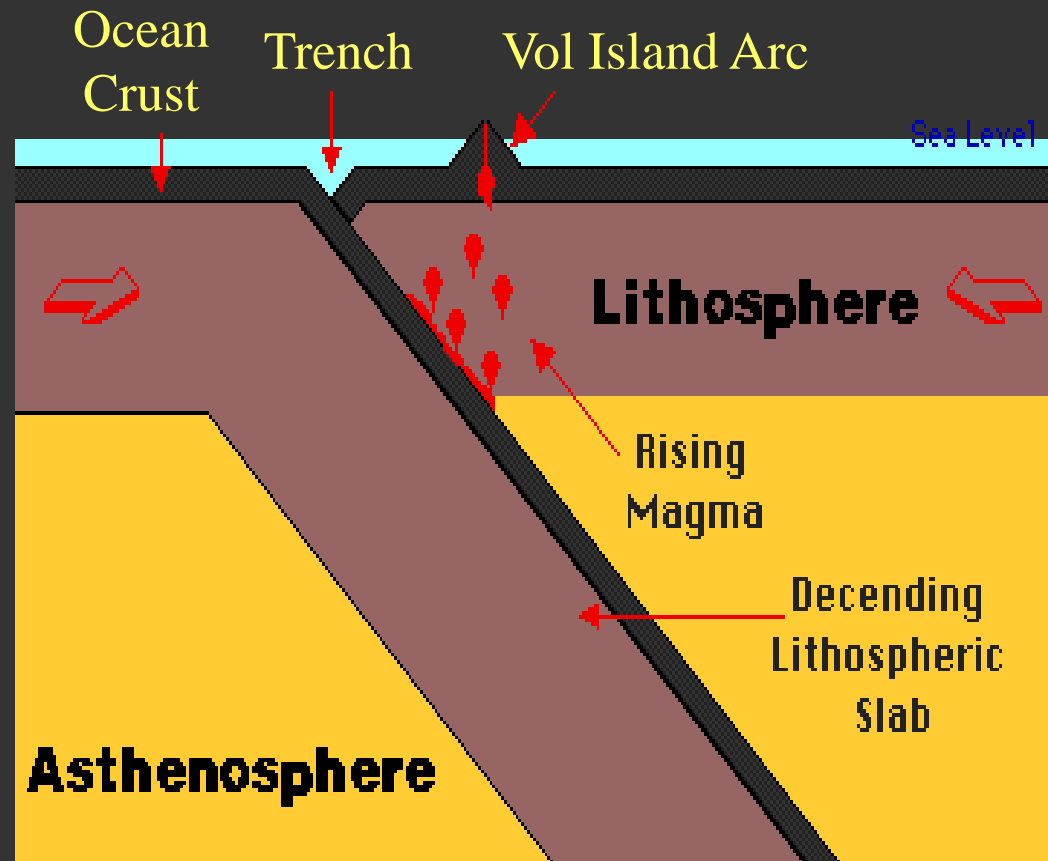 Ocean
Crust
Trench
Vol Island Arc
Sea Level
Lithosphere
Rising
Magma
Decending
Lithospheric
Slab
Asthenosphere